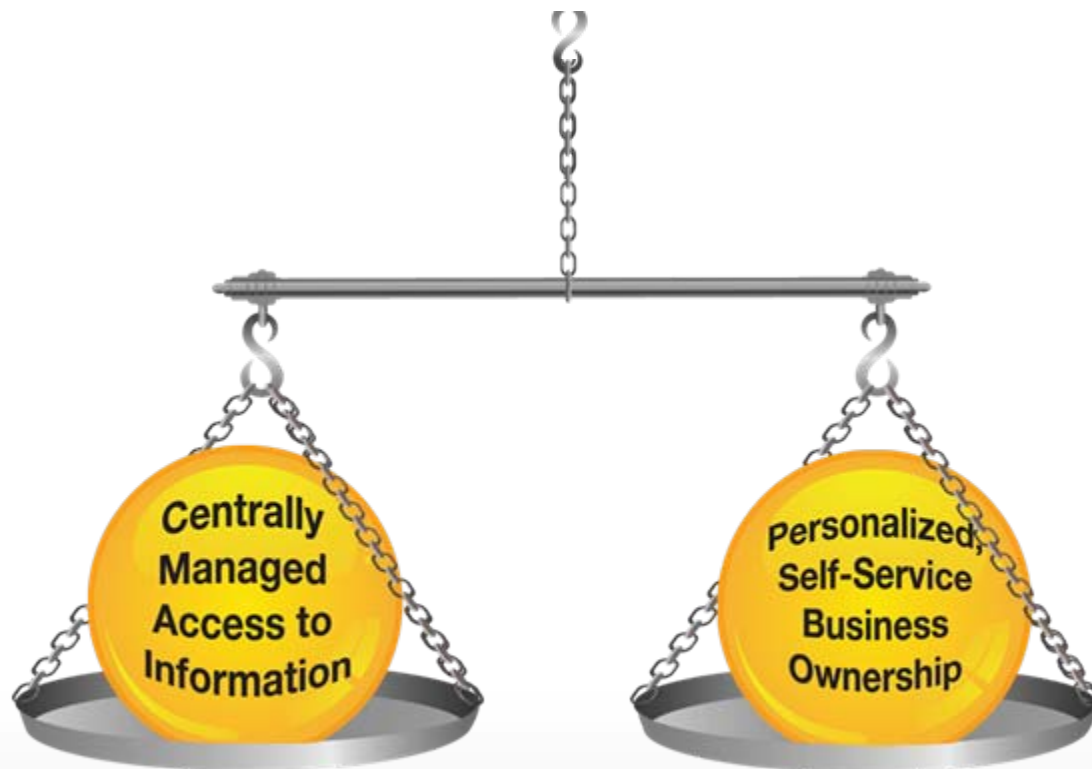 Centrally
Managed
Access to
Information
Personalized,
Self-Service
Business
Ownership